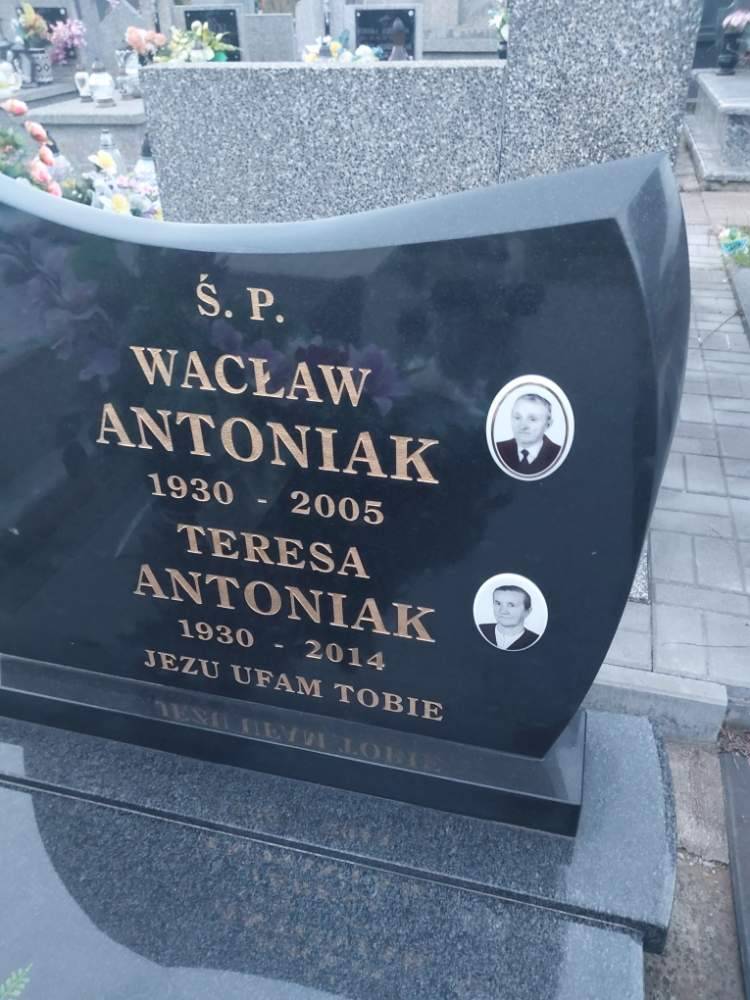 Ś. P.
WACŁAW
ANTONIAK
1930 - 2005
TERESA
ANTONIAK
1930 - 2014
JEZU UFAM TOBIE